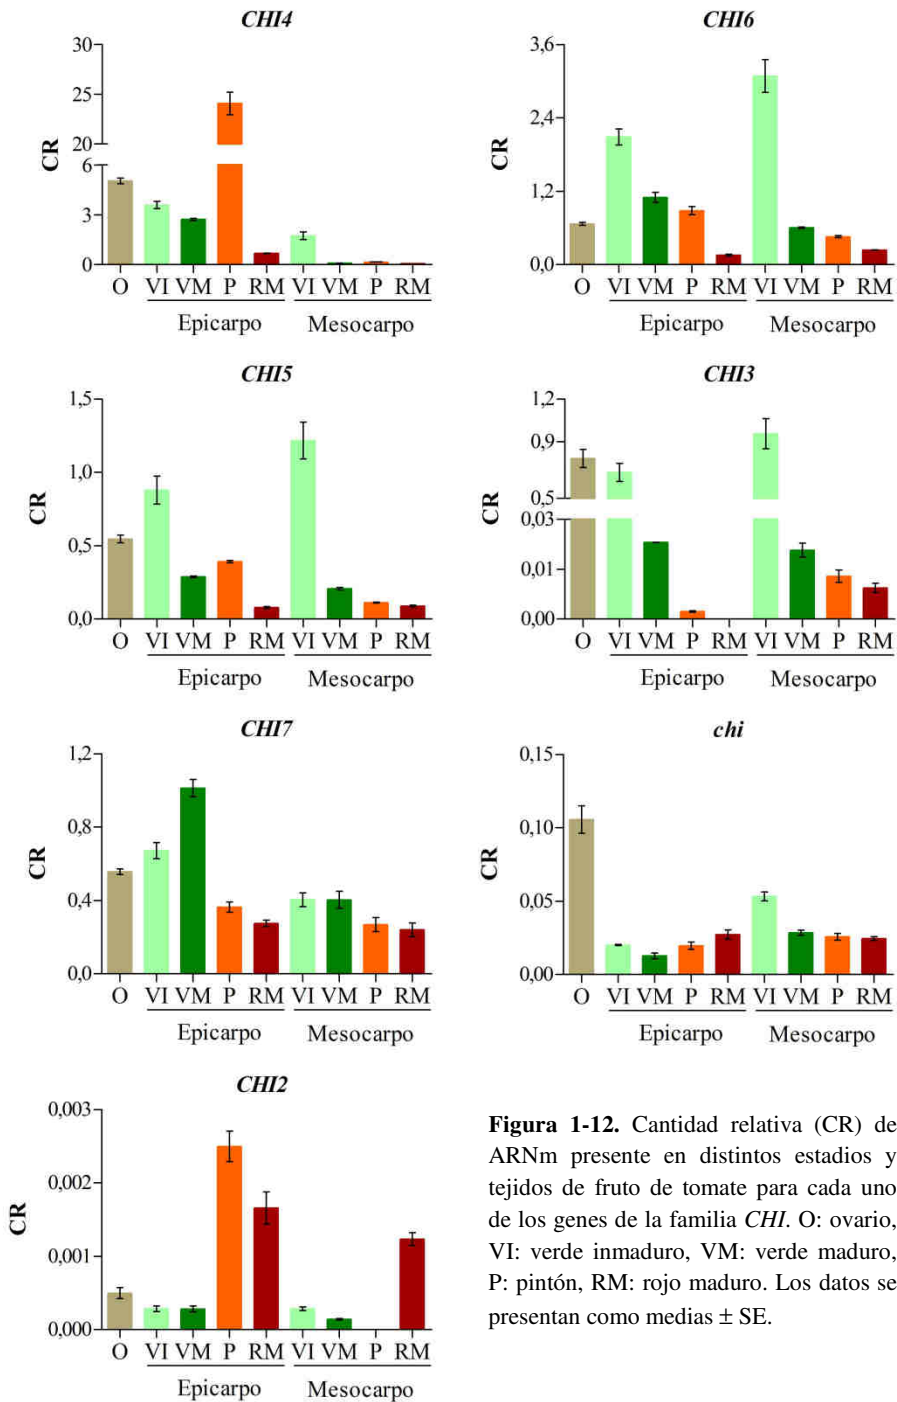 CHI4
30
25
20
6
3
0
CR
O VI VM P RM VI VM P RM
Epicarpo Mesocarpo
CHI6
3,6
2,4
1,2
0,0
CR
O VI VM P RM VI VM P RM
Epicarpo Mesocarpo
CHI5
1,5
1,0
0,5
0,0
CR
O VI VM P RM VI VM P RM
Epicarpo Mesocarpo
CHI3
1,2
0,9
0,5
0,03
0,01
0,00
CR
O VI VM P RM VI VM P RM
Epicarpo Mesocarpo
CHI7
1,2
0,8
0,4
0,0
CR
O VI VM P RM VI VM P RM
Epicarpo Mesocarpo
chi
0,15
0,10
0,05
0,00
CR
O VI VM P RM VI VM P RM
Epicarpo Mesocarpo
CHI2
0,003
0,002
0,001
0,000
CR
O VI VM P RM VI VM P RM
Epicarpo Mesocarpo
Figura 1-12. Cantidad relativa (CR) de
ARNm presente en distintos estadios y
tejidos de fruto de tomate para cada uno
de los genes de la familia CHI. O: ovario,
VI: verde inmaduro, VM: verde maduro,
P: pintón, RM: rojo maduro. Los datos se
presentan como medias ± SE.